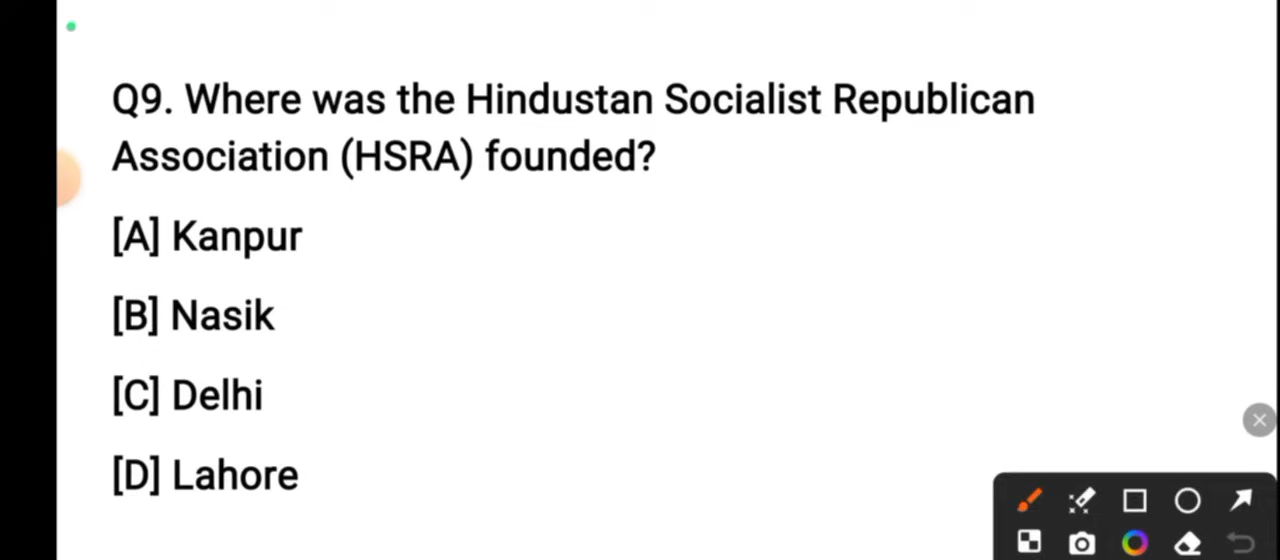 Q9. Where was the Hindustan Socialist Republican
Association (HSRA) founded?
[A] Kanpur
[B] Nasik
[C] Delhi
[D] Lahore